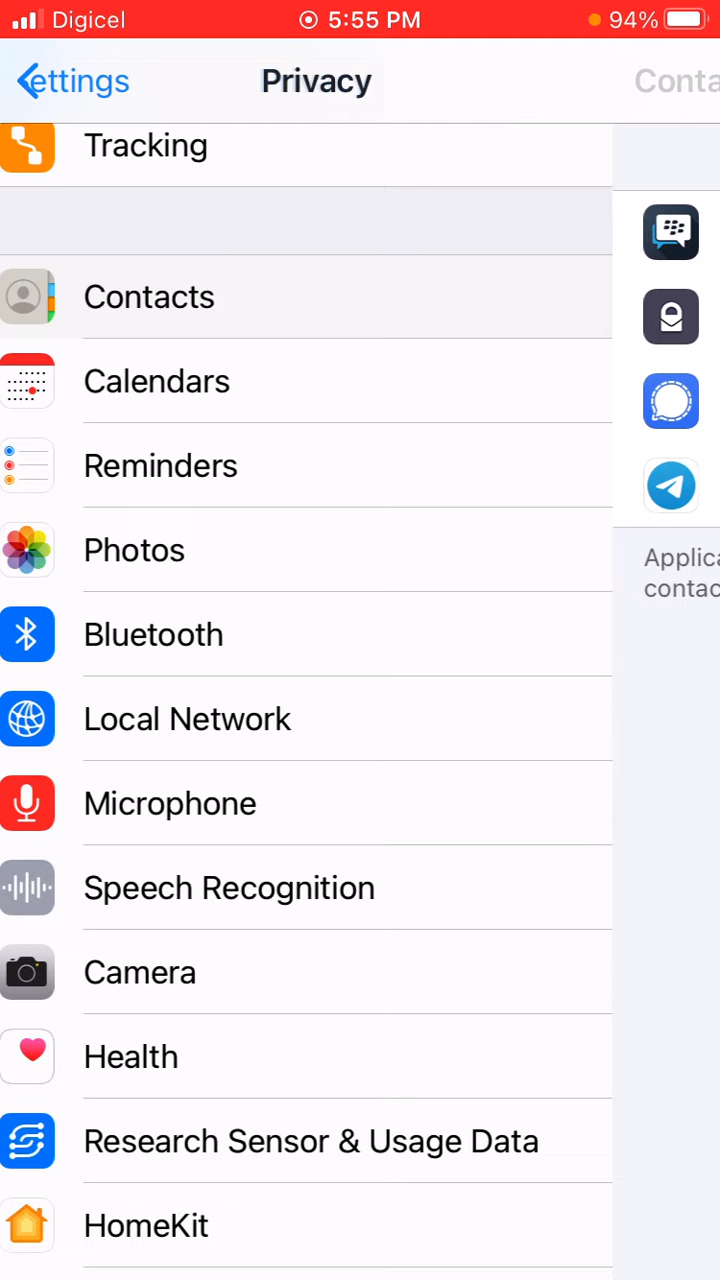 Digicel 5:55 PM 94%
ettings Privacy Conta
Tracking
Contacts
Calendars
Reminders
Photos
Bluetooth
Local Network
Microphone
Speech Recognition
Camera
Health
Research Sensor & Usage Data
HomeKit
Applica
contac